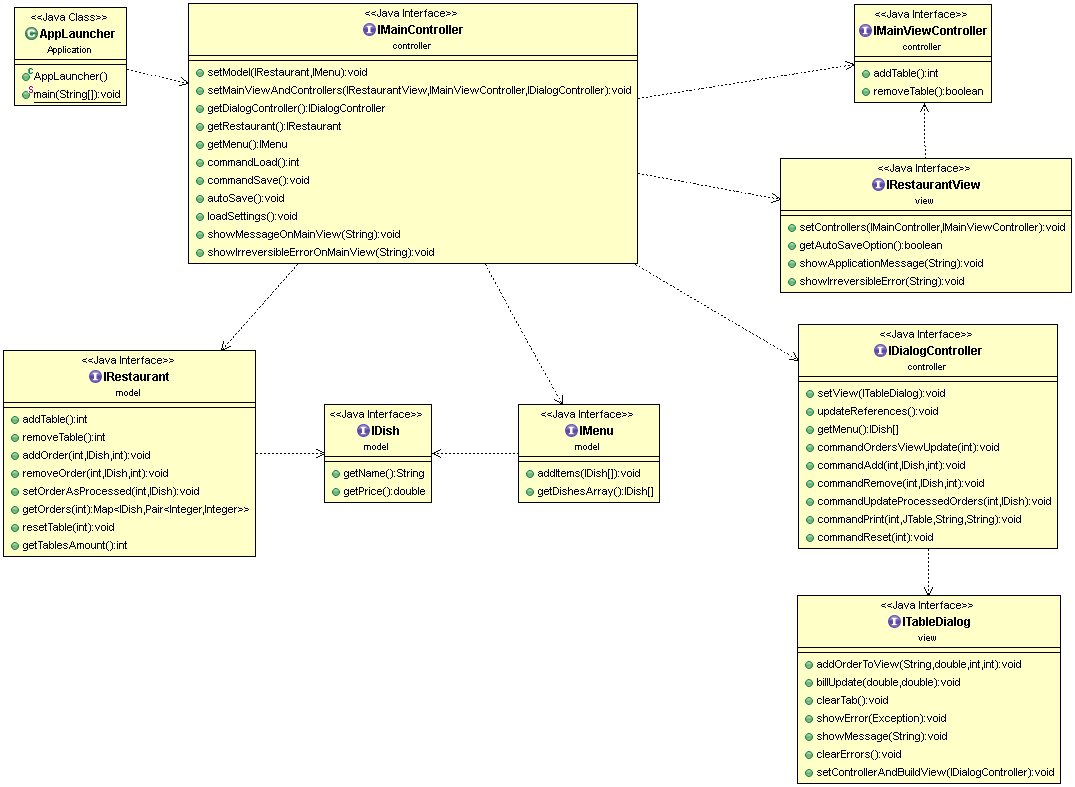 <<Java Class>>
AppLauncher
Application
AppLauncher()
main(String[]):void
<<Java Interface>>
IMainController
controller
setModel(IRestaurant,IMenu):void
setMainViewAndControllers(IRestaurantView,IMainViewController,IDialogController):void
getDialogController():IDialogController
getRestaurant():IRestaurant
getMenu():IMenu
commandLoad():int
commandSave():void
autoSave():void
loadSettings():void
showMessageOnMainView(String):void
showIrreversibleErrorOnMainView(String):void
<<Java Interface>>
IMainViewController
controller
addTable():int
removeTable():boolean
<<Java Interface>>
IRestaurantView
view
setControllers(IMainController,IMainViewController):void
getAutoSaveOption():boolean
showApplicationMessage(String):void
showIrreversibleError(String):void
<<Java Interface>>
IRestaurant
model
addTable():int
removeTable():int
addOrder(int,IDish,int):void
removeOrder(int,IDish,int):void
setOrderAsProcessed(int,IDish):void
getOrders(int):Map<IDish,Pair<Integer,Integer>>
resetTable(int):void
getTablesAmount():int
<<Java Interface>>
IDish
model
getName():String
getPrice():double
<<Java Interface>>
IMenu
model
addItems(IDish[]):void
getDishesArray():IDish[]
<<Java Interface>>
IDialogController
controller
setView(ITableDialog):void
updateReferences():void
getMenu():IDish[]
commandOrdersViewUpdate(int):void
commandAdd(int,IDish,int):void
commandRemove(int,IDish,int):void
commandUpdateProcessedOrders(int,IDish):void
commandPrint(int,JTable,String,String):void
commandReset(int):void
<<Java Interface>>
ITableDialog
view
addOrderToView(String,double,int,int):void
billUpdate(double,double):void
clearTab():void
showError(Exception):void
showMessage(String):void
clearErrors():void
setControllerAndBuildView(IDialogController):void